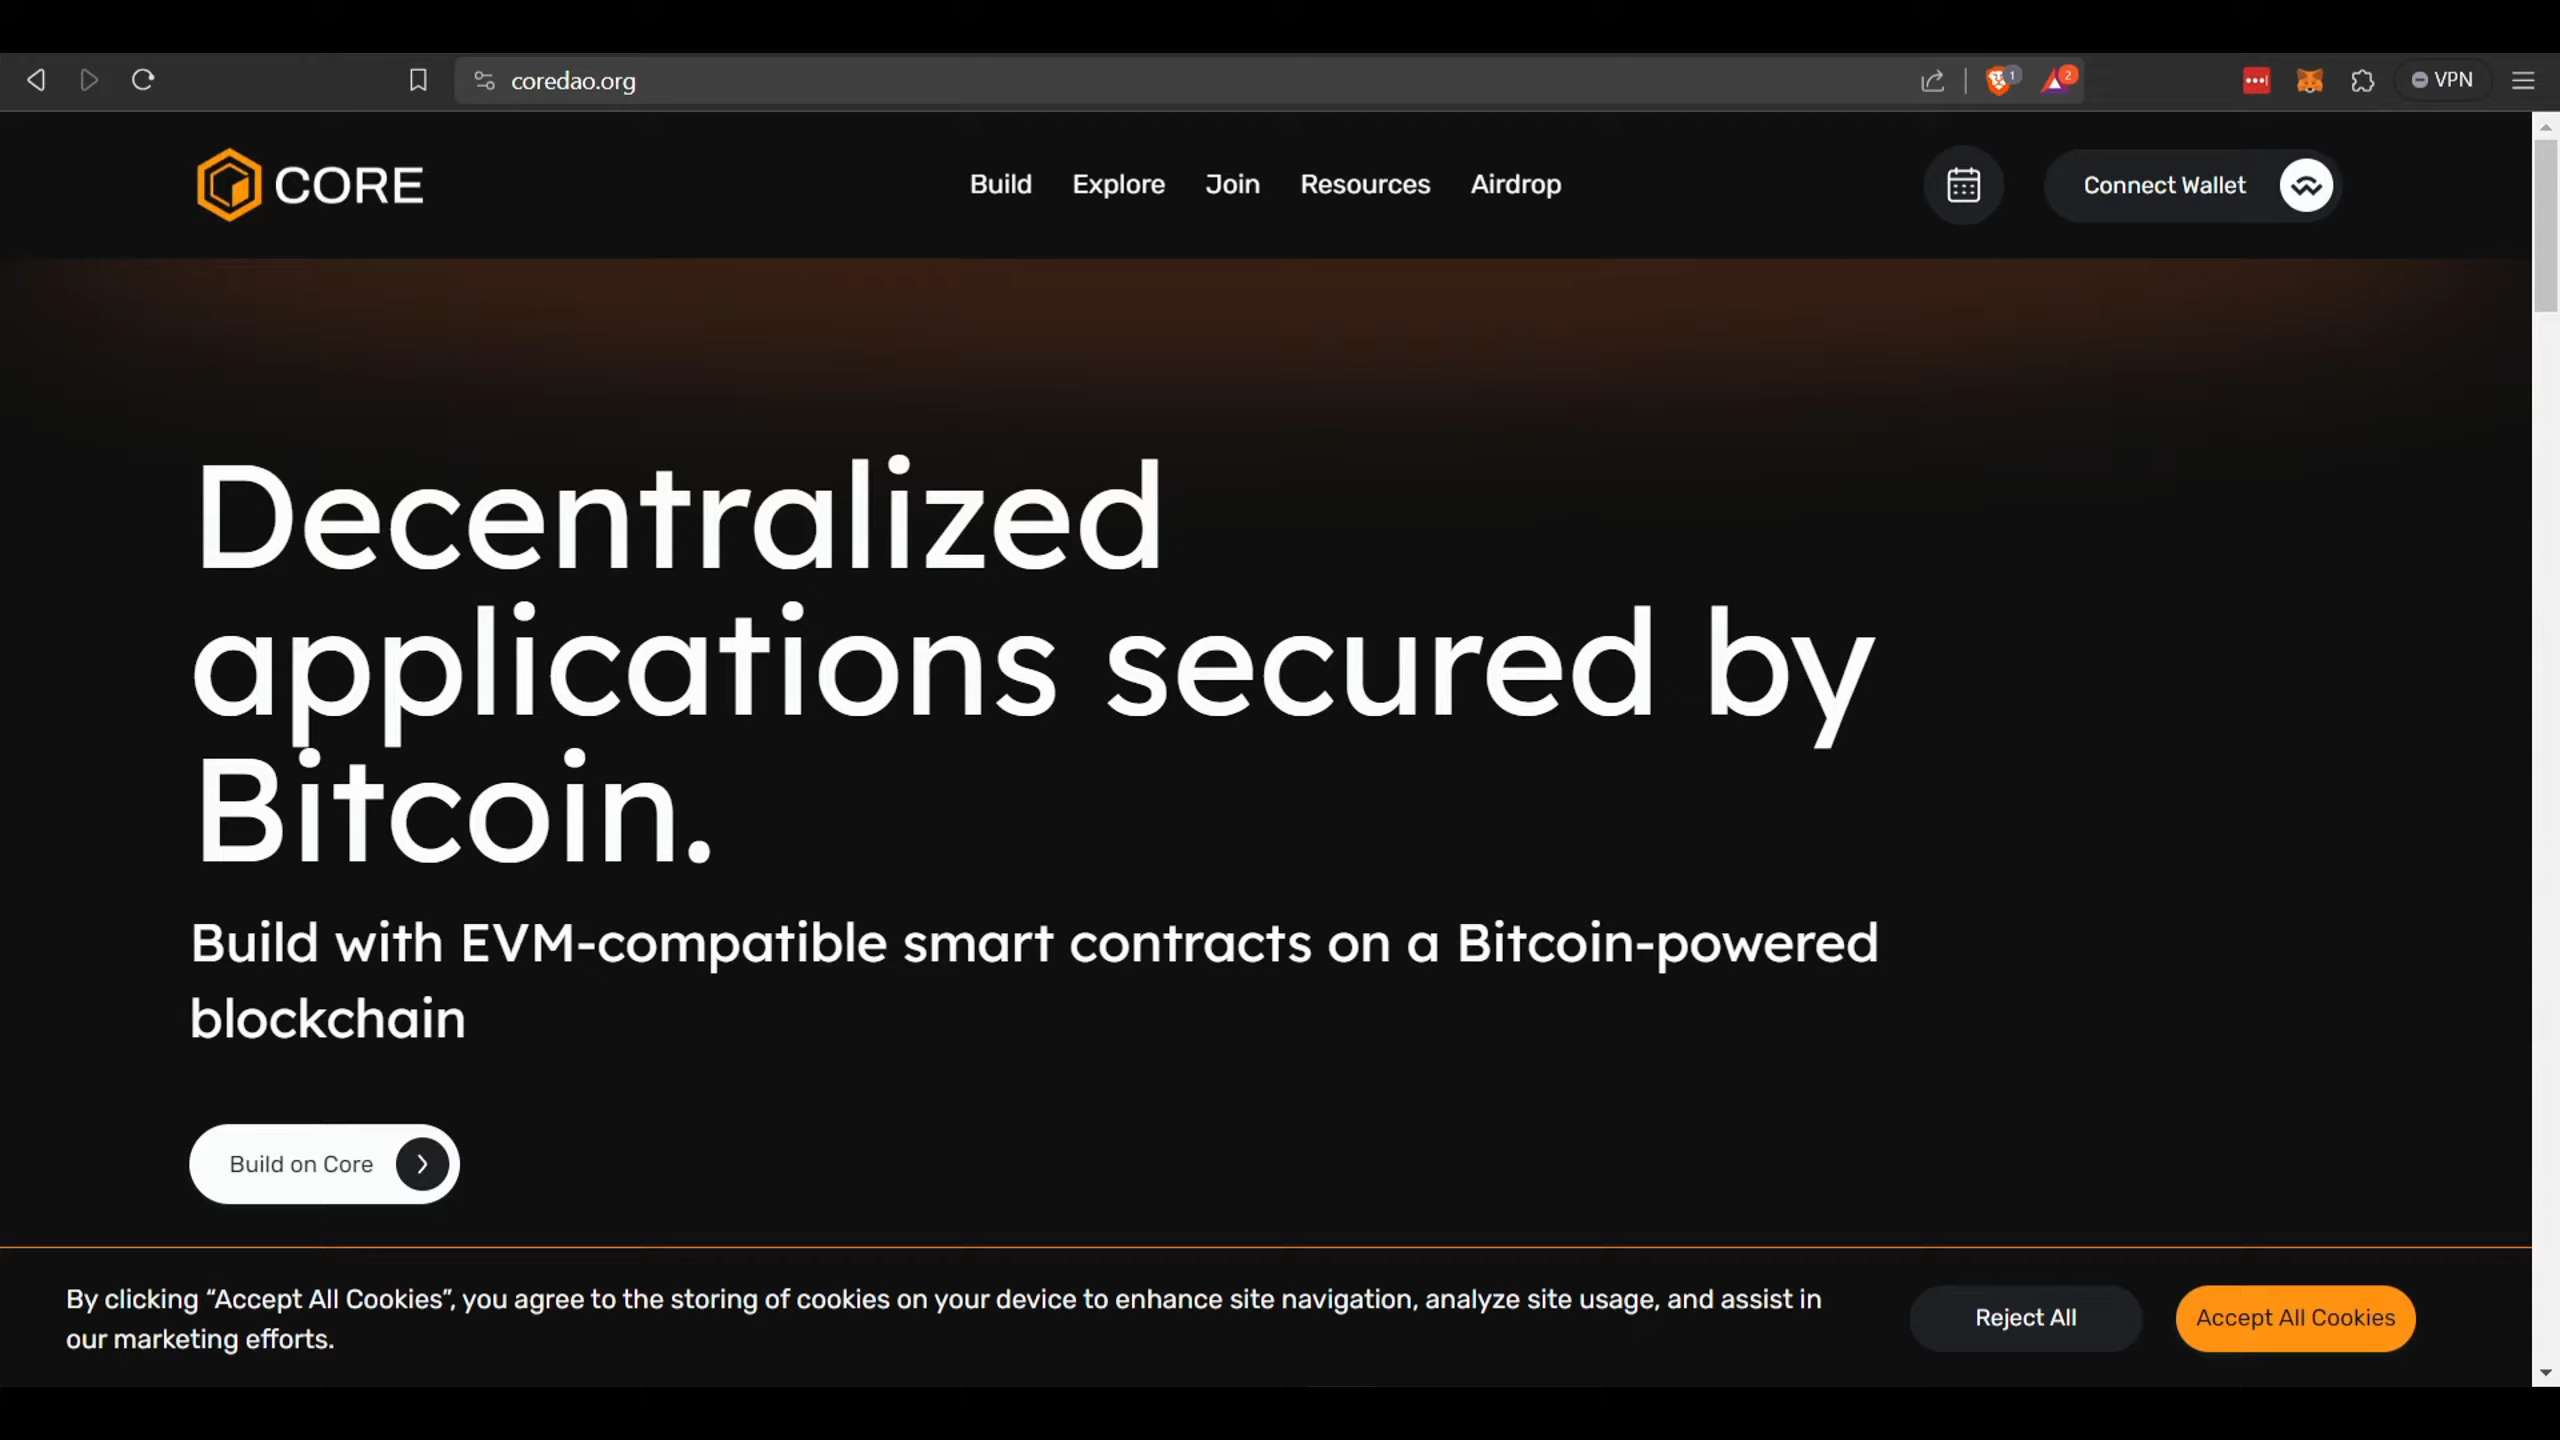 coredao.org
1
2
VPN
CORE
Build
Explore
Join
Resources
Airdrop
Connect Wallet
Decentralized
applications secured by
Bitcoin.
Build with EVM-compatible smart contracts on a Bitcoin-powered
blockchain
Build on Core
By clicking “Accept All Cookies”, you agree to the storing of cookies on your device to enhance site navigation, analyze site usage, and assist in
our marketing efforts.
Reject All
Accept All Cookies